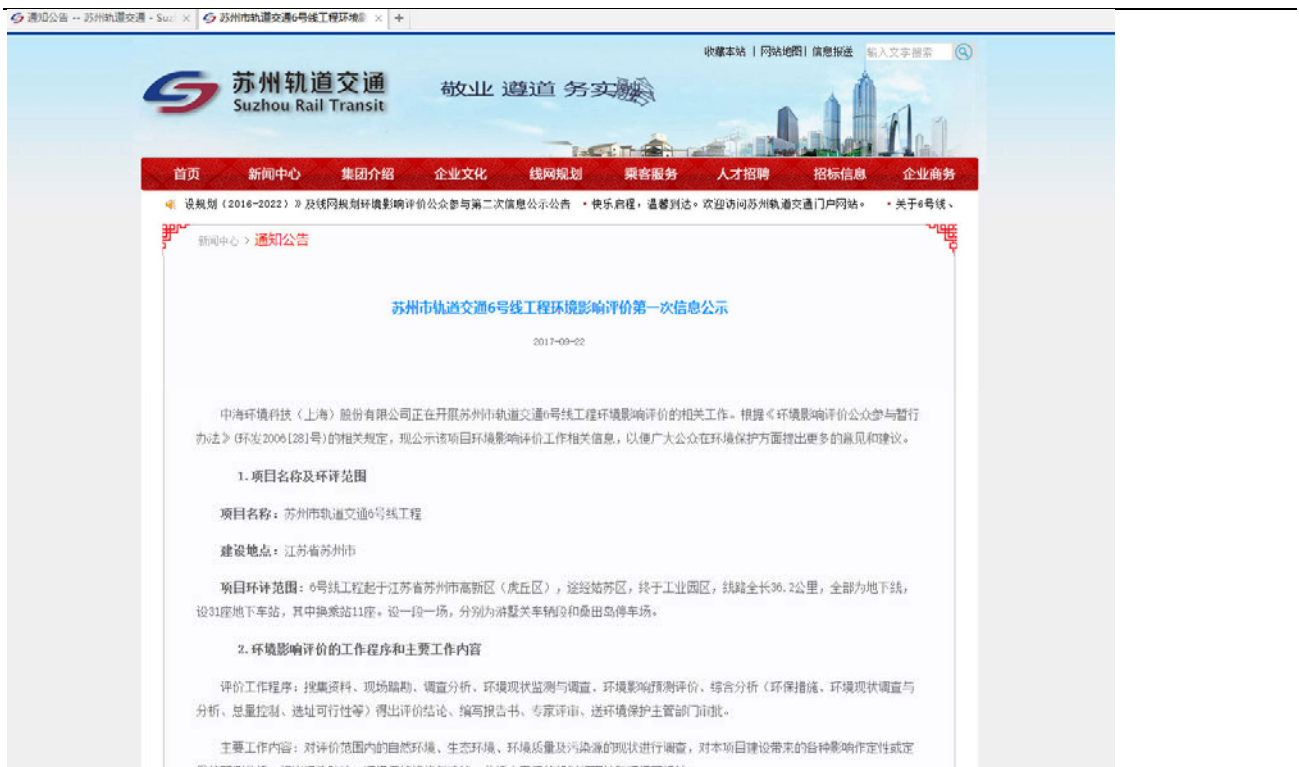 通知公告 -- 苏州轨道交通 - Suz
苏州市轨道交通6号线工程环境影
收藏本站 | 网站地图 | 信息报送 输入文字搜索
苏州轨道交通
Suzhou Rail Transit
敬业 遵道 务实
首页 新闻中心 集团介绍 企业文化 线网规划 乘客服务 人才招聘 招标信息 企业商务
设规划(2016-2022)》及线网规划环境影响评价公众参与第二次信息公示公告 ·快乐启程,温馨到达。欢迎访问苏州轨道交通门户网站。 ·关于6号线、
新闻中心 > 通知公告
苏州市轨道交通6号线工程环境影响评价第一次信息公示
2017-09-22
中海环境科技(上海)股份有限公司正在开展苏州市轨道交通6号线工程环境影响评价的相关工作。根据《环境影响评价公众参与暂行
办法》(环发2006[28]号)的相关规定,现公示该项目环境影响评价工作相关信息,以便广大公众在环境保护方面提出更多的意见和建议。
1.项目名称及环评范围
项目名称:苏州市轨道交通6号线工程
建设地点:江苏省苏州市
项目环评范围:6号线工程起于江苏省苏州市高新区(虎丘区),途经姑苏区,终于工业园区,线路全长36.2公里,全部为地下线,
设31座地下车站,其中换乘站11座。设一段一场,分别为浒墅关车辆段和桑田岛停车场。
2.环境影响评价的工作程序和主要工作内容
评价工作程序:搜集资料、现场踏勘、调查分析、环境现状监测与调查、环境影响预测评价、综合分析(环保措施、环境现状调查与
分析、总量控制、选址可行性等)得出评价结论、编写报告书、专家评审、送环境保护主管部门审批。
主要工作内容:对评价范围内的自然环境、生态环境、环境质量及污染源的现状进行调查,对本项目建设带来的各种影响作定性或定